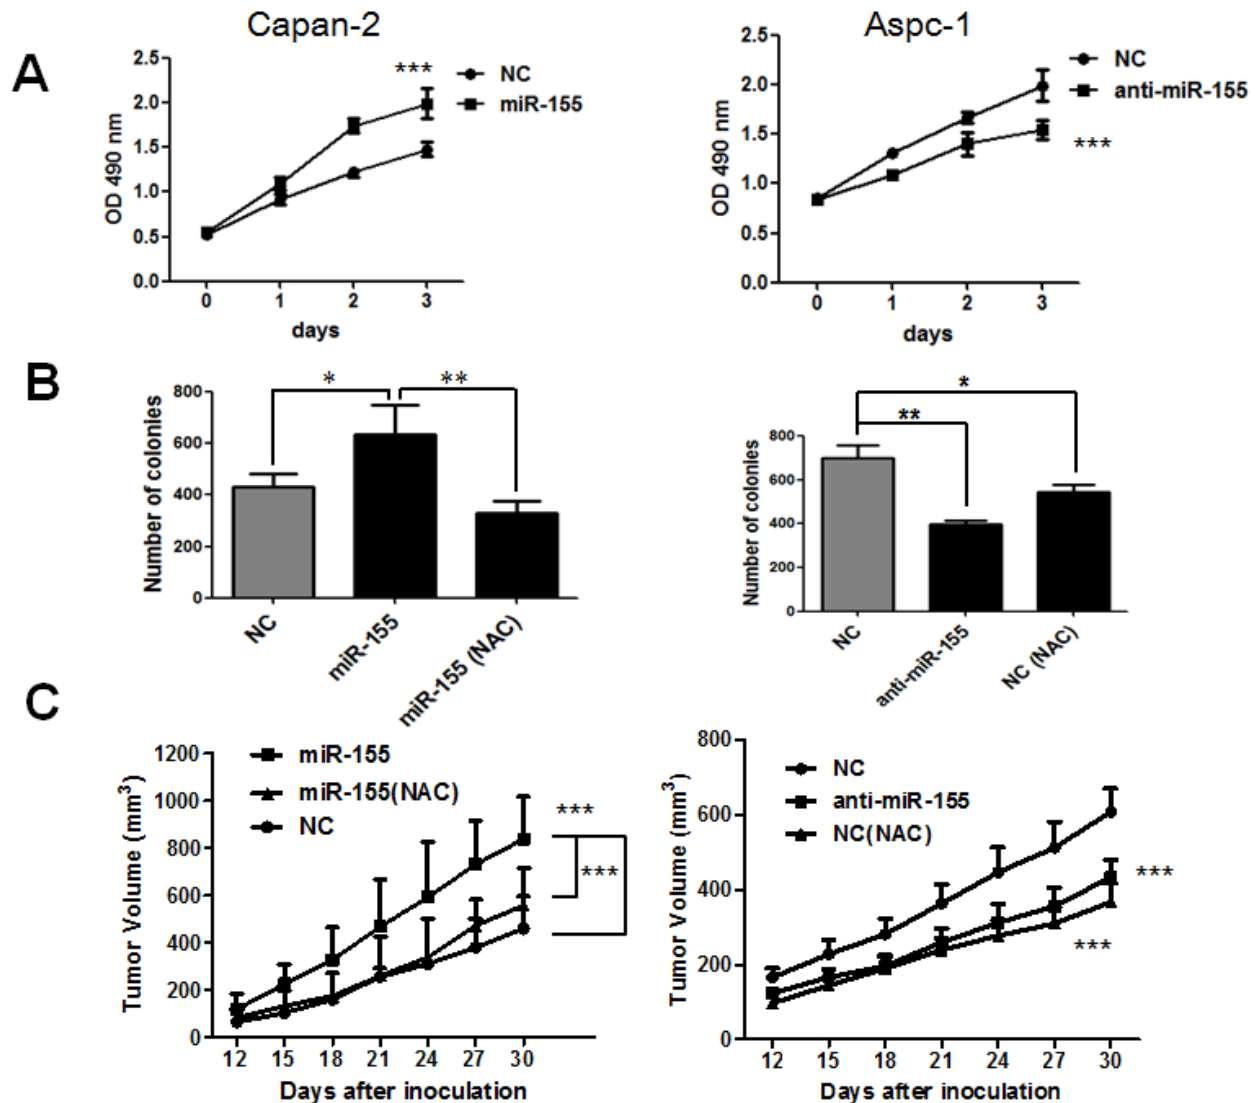 Capan-2
Aspc-1
A
2.5
2.0
1.5
1.0
0.5
0.0
OD 490 nm
0 1 2 3
days
***
NC
miR-155
2.5
2.0
1.5
1.0
0.5
0.0
OD 490 nm
0 1 2 3
days
NC
anti-miR-155
***
B
800
600
400
200
0
Number of colonies
*
**
NC
miR-155
miR-155 (NAC)
800
600
400
200
0
Number of colonies
*
**
NC
anti-miR-155
NC (NAC)
C
1200
1000
800
600
400
200
0
Tumor Volume (mm³)
miR-155
miR-155(NAC)
NC
***
***
12 15 18 21 24 27 30
Days after inoculation
800
600
400
200
0
Tumor Volume (mm³)
NC
anti-miR-155
NC(NAC)
***
***
12 15 18 21 24 27 30
Days after inoculation